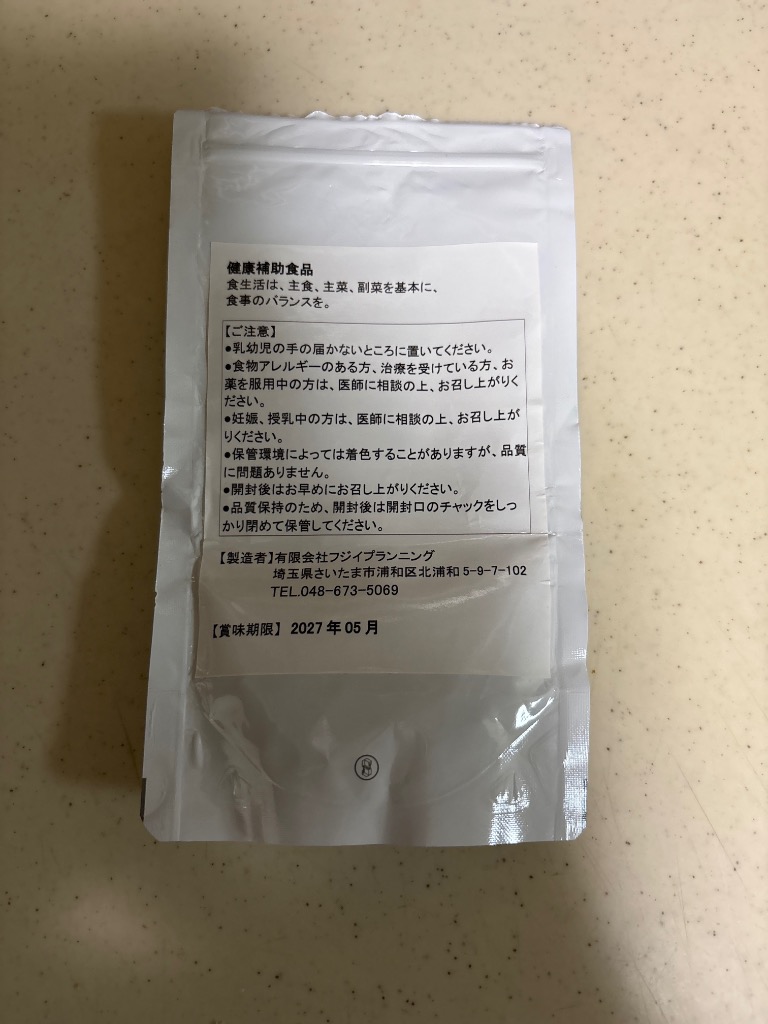 健康補助食品
食生活は、主食、主菜、副菜を基本に、
食事のバランスを。
【ご注意】
●乳幼児の手の届かないところに置いてください。
●食物アレルギーのある方、治療を受けている方、お
薬を服用中の方は、医師に相談の上、お召し上がりく
ださい。
●妊娠、授乳中の方は、医師に相談の上、お召し上が
りください。
●保管環境によっては着色することがありますが、品質
に問題ありません。
●開封後はお早めにお召し上がりください。
●品質保持のため、開封後は開封口のチャックをしっ
かり閉めて保管してください。
【製造者】有限会社フジイプランニング
埼玉県さいたま市浦和区北浦和 5-9-7-102
TEL.048-673-5069
【賞味期限】 2027 年 05 月